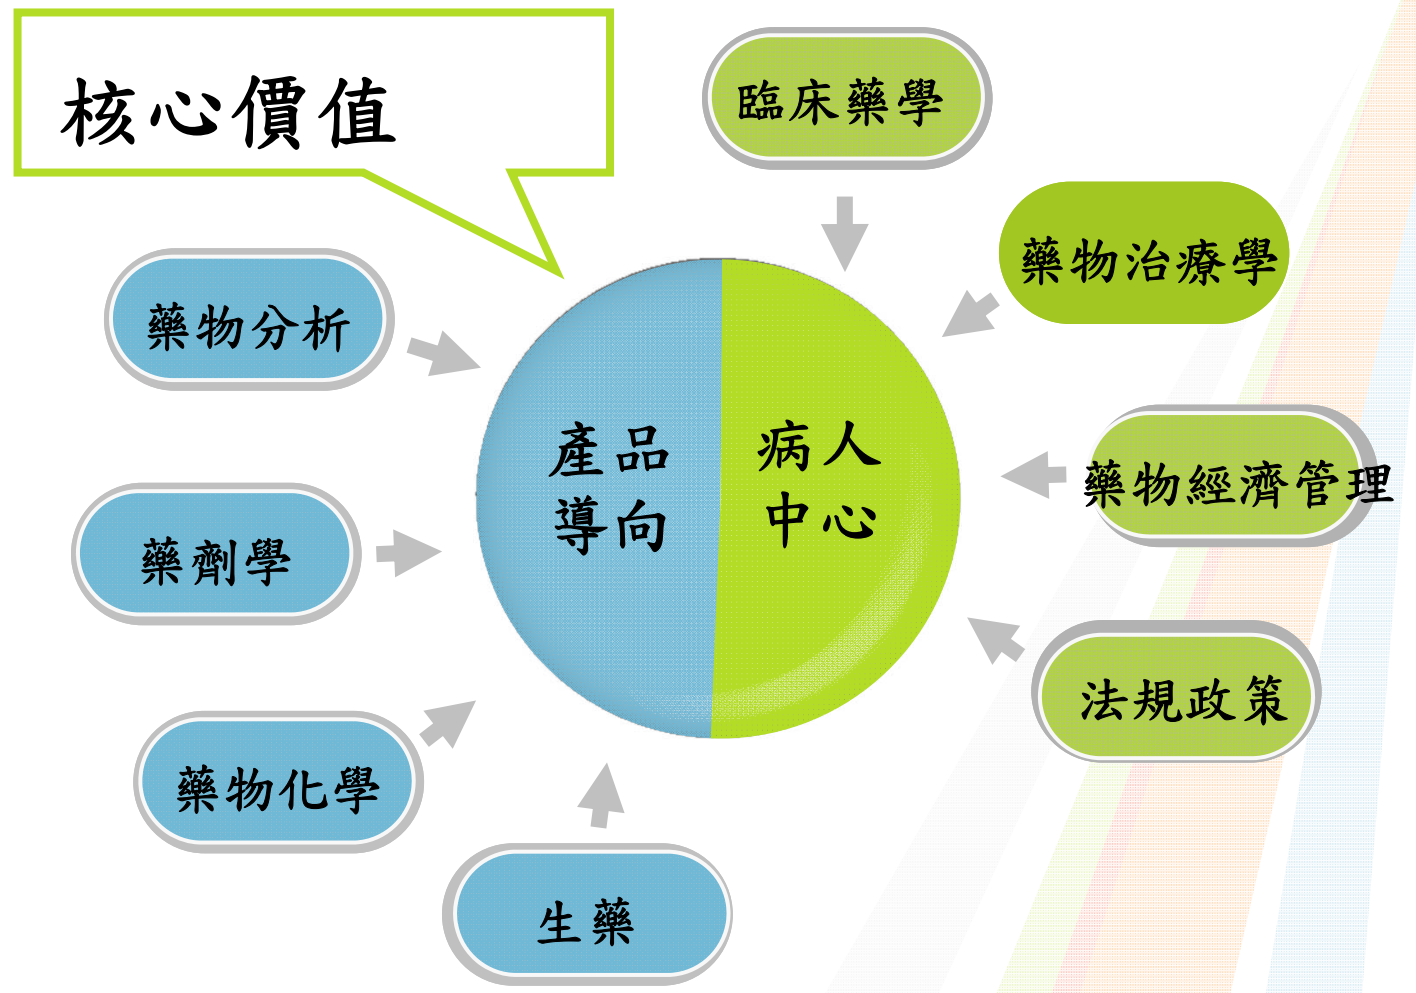 核心價值
臨床藥學
藥物治療學
藥物分析
產品
導向
病人
中心
藥物經濟管理
藥劑學
法規政策
藥物化學
生藥